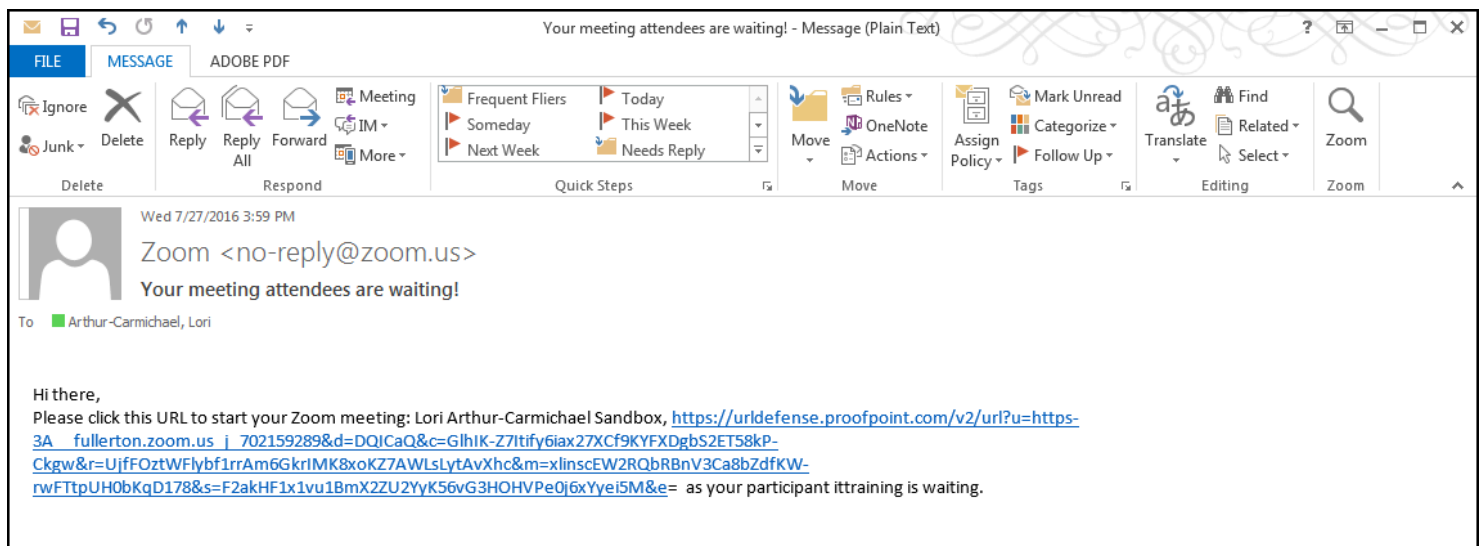 Your meeting attendees are waiting! - Message (Plain Text)
?
FILE MESSAGE ADOBE PDF
Ignore
Junk
Delete
Delete
Reply
Reply All
Forward
Meeting
IM
More
Respond
Frequent Fliers
Someday
Next Week
Today
This Week
Needs Reply
Quick Steps
Move
Rules
OneNote
Actions
Move
Assign
Policy
Mark Unread
Categorize
Follow Up
Tags
Translate
Find
Related
Select
Editing
Zoom
Zoom
Wed 7/27/2016 3:59 PM
Zoom <no-reply@zoom.us>
Your meeting attendees are waiting!
To Arthur-Carmichael, Lori
Hi there,
Please click this URL to start your Zoom meeting: Lori Arthur-Carmichael Sandbox, https://urldefense.proofpoint.com/v2/url?u=https-
3A__fullerton.zoom.us_j_702159289&d=DQICaQ&c=GlhIK-Z7Itify6iax27XCf9KYFXDgbS2ET58kP-
Ckgw&r=UjfFOztWFlybf1rrAm6GkrIMK8xoKZ7AWLsLytAvXhc&m=xlinscEW2RQbRBnV3Ca8bZdfKW-
rwFTtpUH0bKqD178&s=F2akHF1x1vu1BmX2ZU2YyK56vG3HOHVPe0j6xYyei5M&e= as your participant ittraining is waiting.